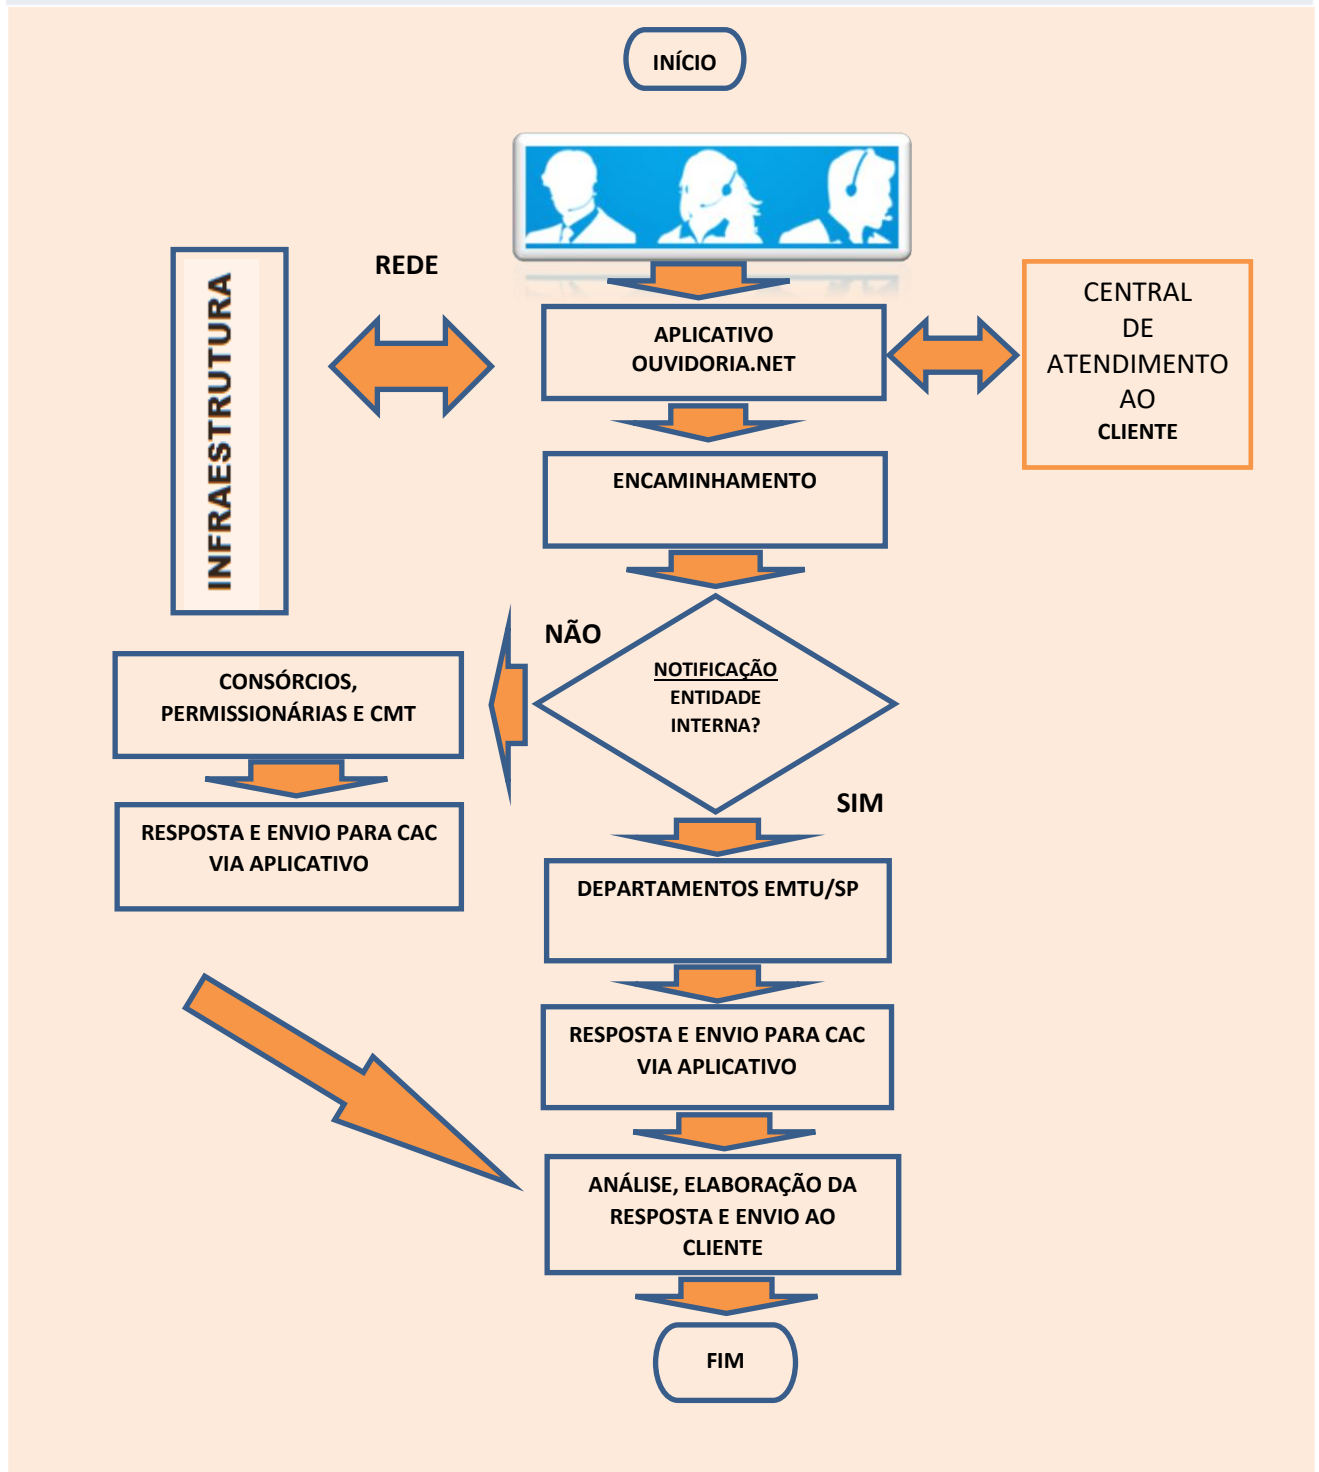 INÍCIO
REDE
INFRAESTRUTURA
APLICATIVO
OUVIDORIA.NET
CENTRAL
DE
ATENDIMENTO
AO
CLIENTE
ENCAMINHAMENTO
NÃO
NOTIFICAÇÃO
ENTIDADE
INTERNA?
CONSÓRCIOS,
PERMISSIONÁRIAS E CMT
SIM
RESPOSTA E ENVIO PARA CAC
VIA APLICATIVO
DEPARTAMENTOS EMTU/SP
RESPOSTA E ENVIO PARA CAC
VIA APLICATIVO
ANÁLISE, ELABORAÇÃO DA
RESPOSTA E ENVIO AO
CLIENTE
FIM